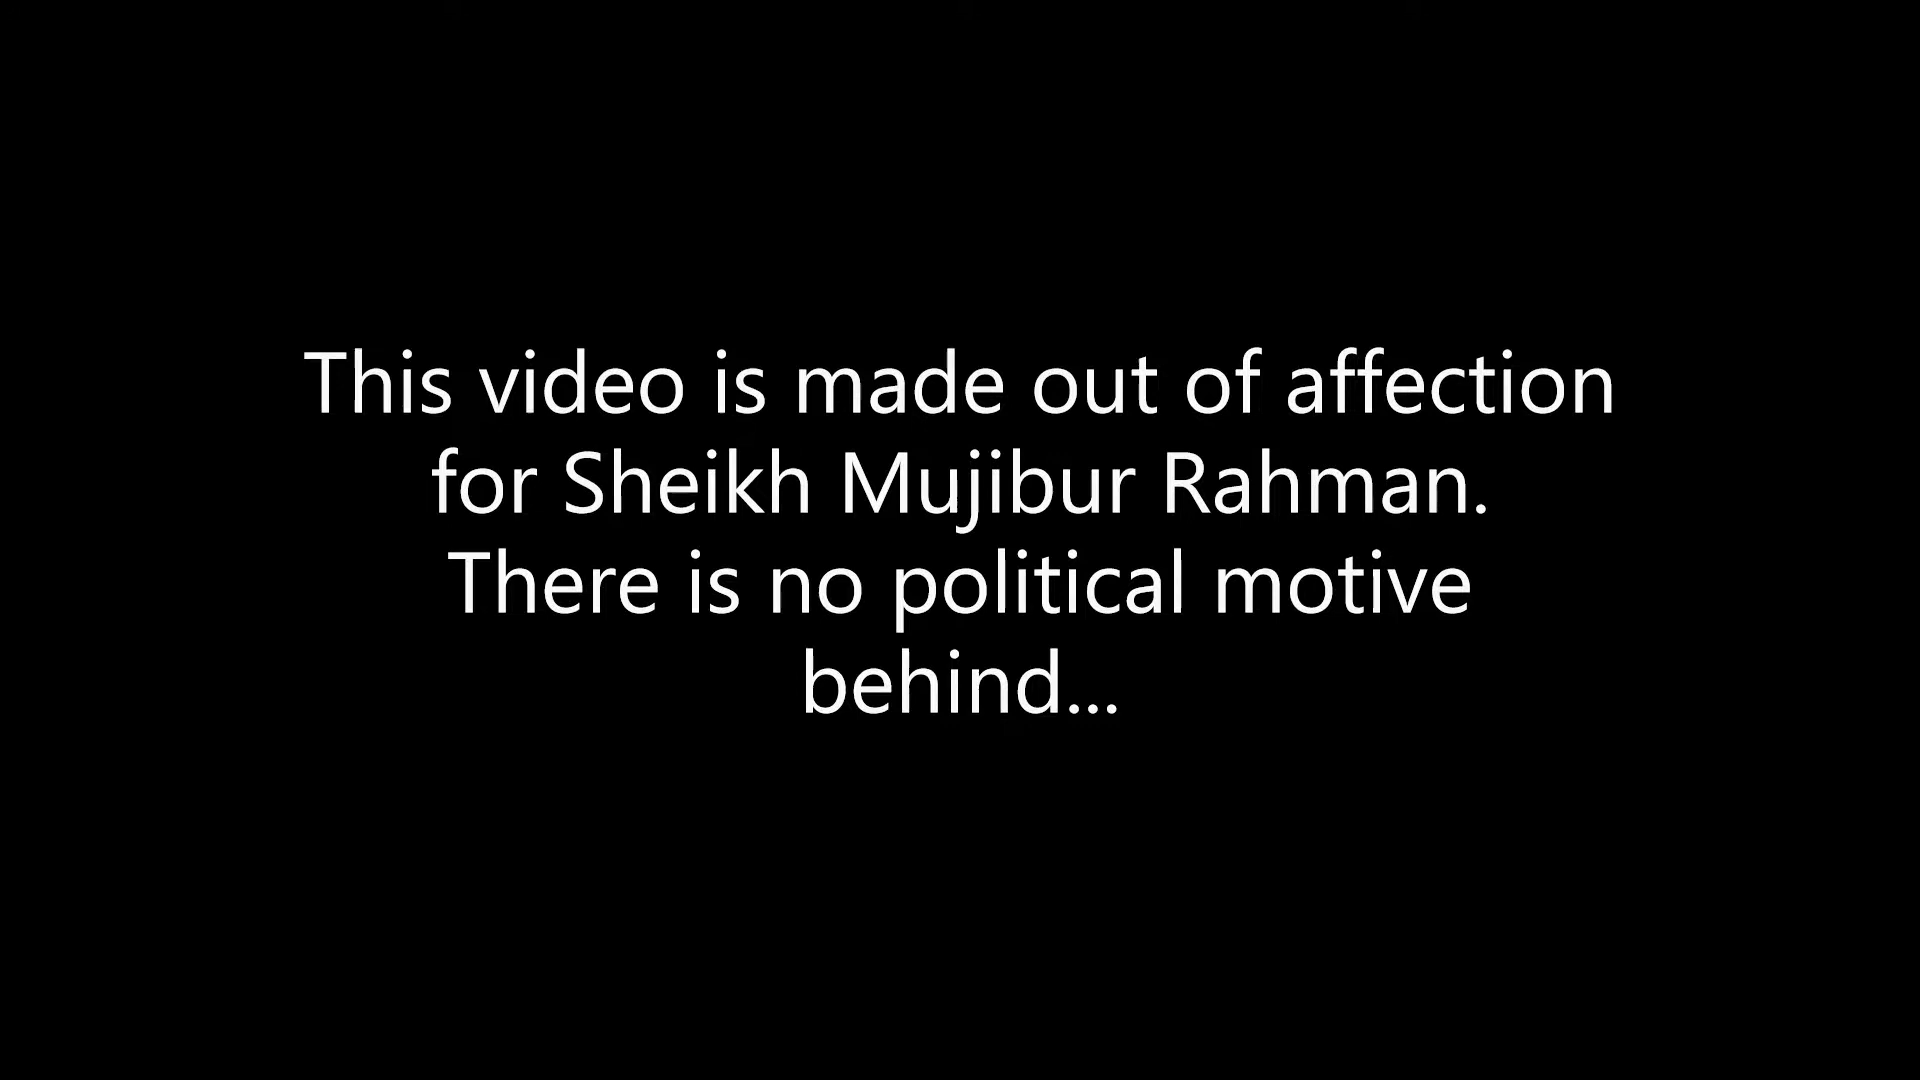 This video is made out of affection
for Sheikh Mujibur Rahman.
There is no political motive
behind...